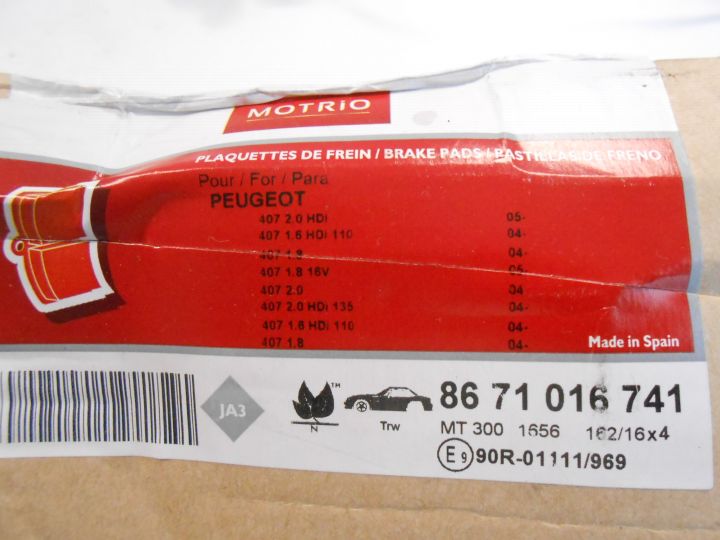 MOTRIO
PLAQUETTES DE FREIN / BRAKE PADS / PASTILLAS DE FRENO
Pour / For / Para
PEUGEOT
407 2.0 HDi 05-
407 1.6 HDi 110 04-
407 1.8 04-
407 1.8 16V 05-
407 2.0 04-
407 2.0 HDi 135 04-
407 1.6 HDi 110 04-
407 1.8 04-
Made in Spain
JA3
TM
N
Trw
86 71 016 741
MT 300 1656 162/16x4
E 9 90R-01111/969